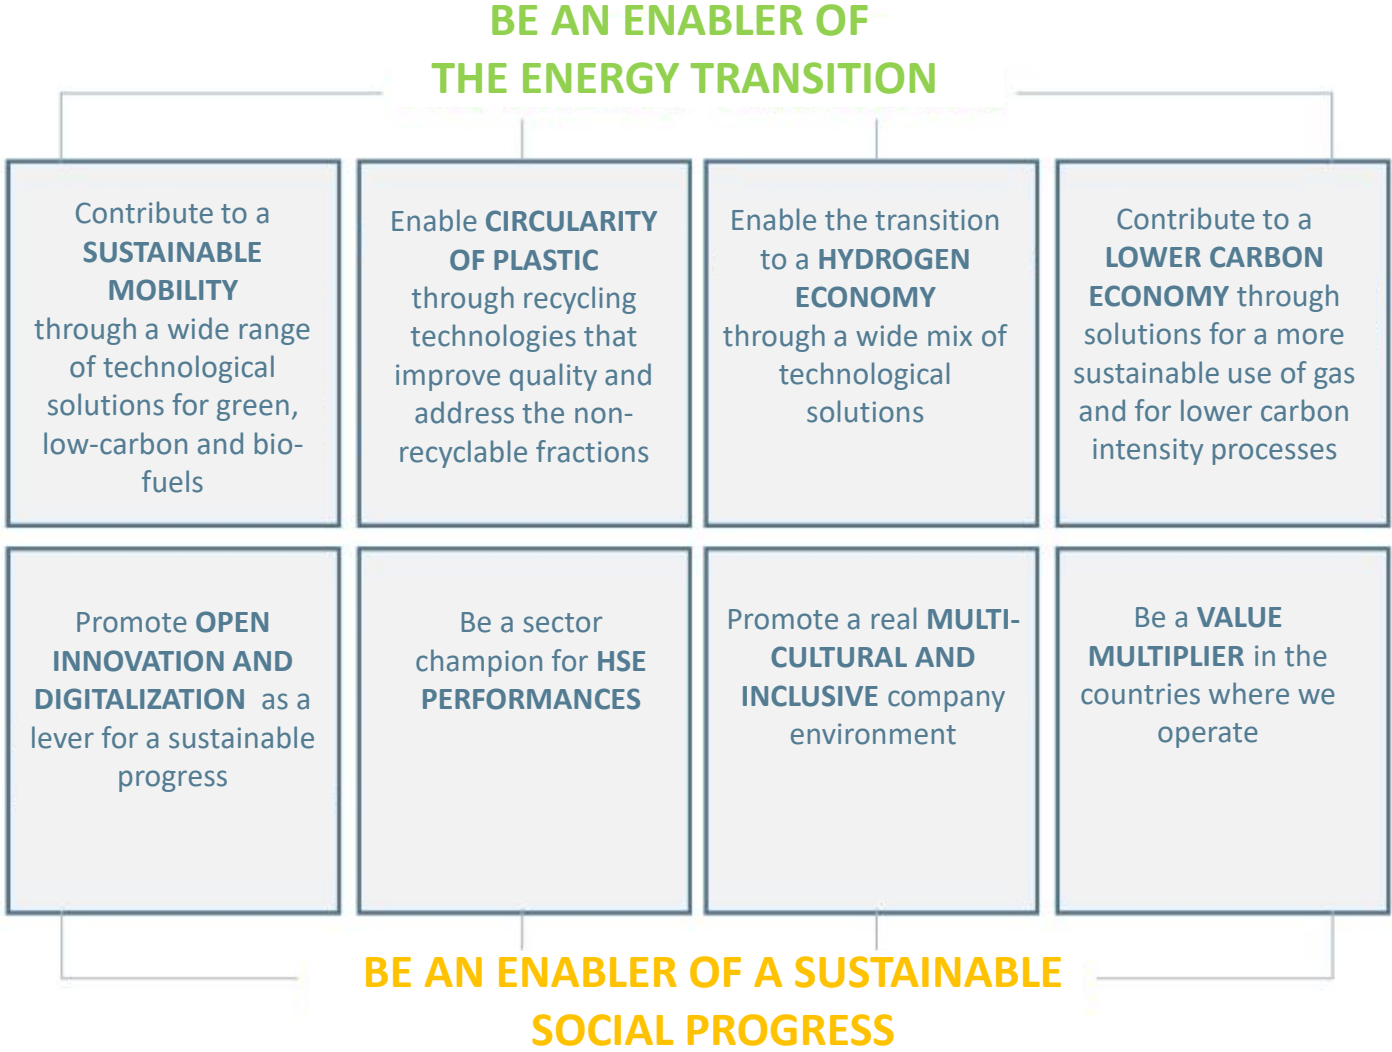 BE AN ENABLER OF
THE ENERGY TRANSITION
Contribute to a
SUSTAINABLE
MOBILITY
through a wide range
of technological
solutions for green,
low-carbon and bio-
fuels
Enable CIRCULARITY
OF PLASTIC
through recycling
technologies that
improve quality and
address the non-
recyclable fractions
Enable the transition
to a HYDROGEN
ECONOMY
through a wide mix of
technological
solutions
Contribute to a
LOWER CARBON
ECONOMY through
solutions for a more
sustainable use of gas
and for lower carbon
intensity processes
Promote OPEN
INNOVATION AND
DIGITALIZATION as a
lever for a sustainable
progress
Be a sector
champion for HSE
PERFORMANCES
Promote a real MULTI-
CULTURAL AND
INCLUSIVE company
environment
Be a VALUE
MULTIPLIER in the
countries where we
operate
BE AN ENABLER OF A SUSTAINABLE
SOCIAL PROGRESS